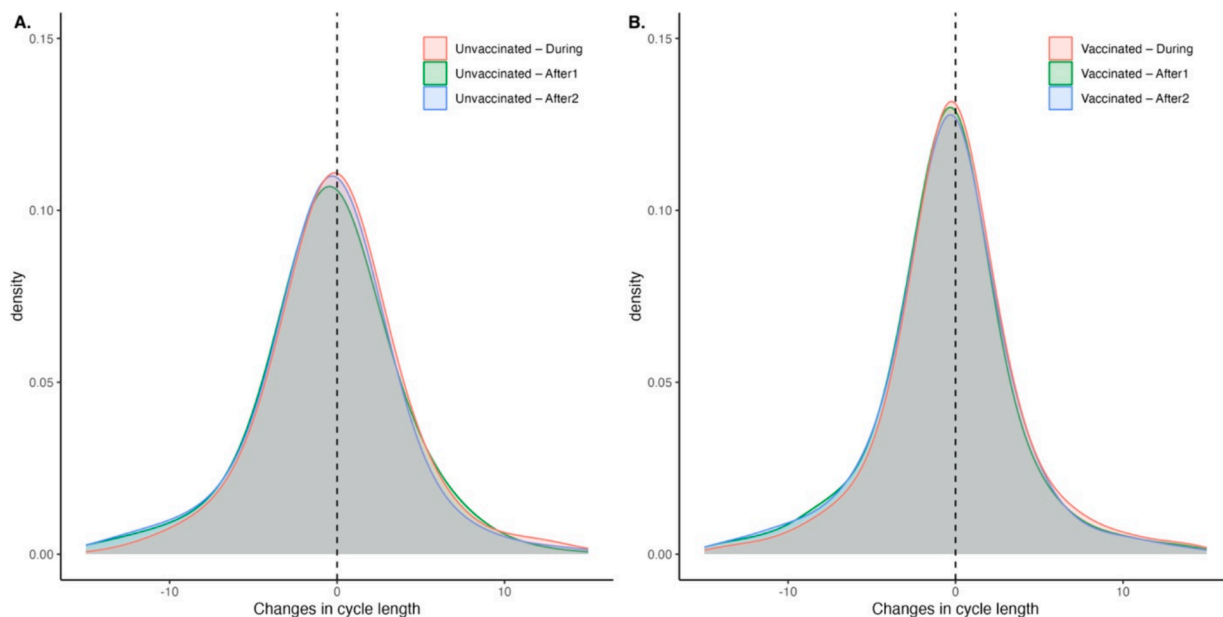 A.
0.15
0.10
0.05
0.00
density
Unvaccinated – During
Unvaccinated – After1
Unvaccinated – After2
-10
0
10
Changes in cycle length
B.
0.15
0.10
0.05
0.00
density
Vaccinated – During
Vaccinated – After1
Vaccinated – After2
-10
0
10
Changes in cycle length